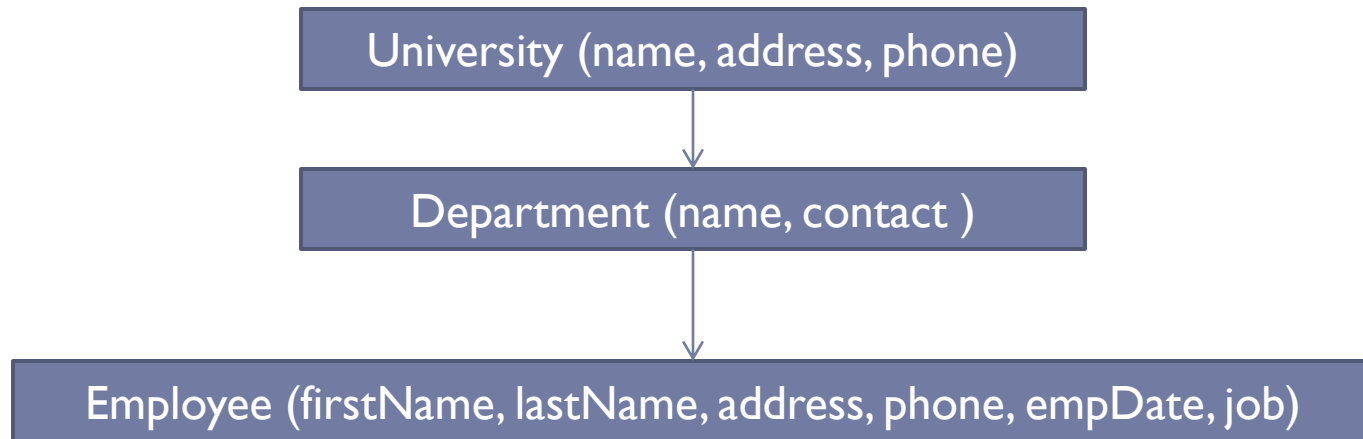 University (name, address, phone)
Department (name, contact )
Employee (firstName, lastName, address, phone, empDate, job)